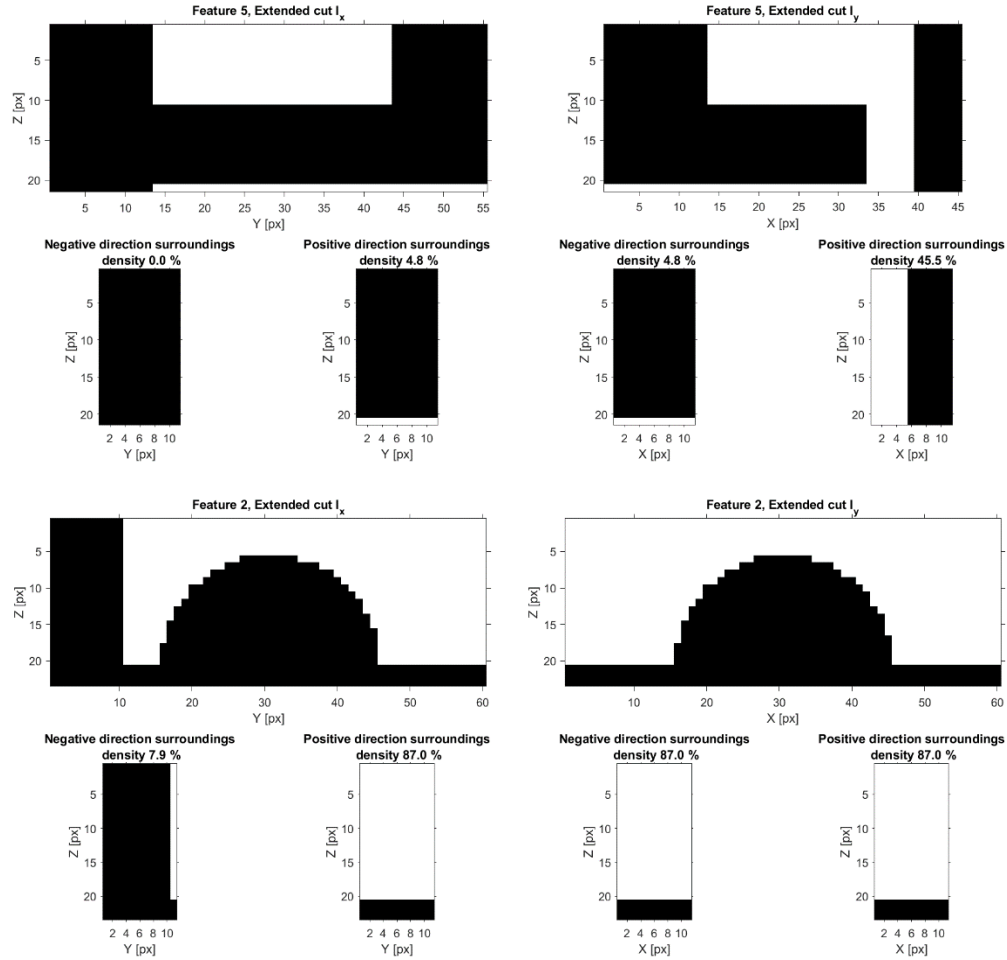 Feature 5, Extended cut I_x
Z [px]
5
10
15
20
5 10 15 20 25 30 35 40 45 50 55
Y [px]
Feature 5, Extended cut I_y
Z [px]
5
10
15
20
5 10 15 20 25 30 35 40 45
X [px]
Negative direction surroundings
density 0.0 %
Z [px]
5
10
15
20
2 4 6 8 10
Y [px]
Positive direction surroundings
density 4.8 %
Z [px]
5
10
15
20
2 4 6 8 10
Y [px]
Negative direction surroundings
density 4.8 %
Z [px]
5
10
15
20
2 4 6 8 10
X [px]
Positive direction surroundings
density 45.5 %
Z [px]
5
10
15
20
2 4 6 8 10
X [px]
Feature 2, Extended cut I_x
Z [px]
5
10
15
20
10 20 30 40 50 60
Y [px]
Feature 2, Extended cut I_y
Z [px]
5
10
15
20
10 20 30 40 50 60
X [px]
Negative direction surroundings
density 7.9 %
Z [px]
5
10
15
20
2 4 6 8 10
Y [px]
Positive direction surroundings
density 87.0 %
Z [px]
5
10
15
20
2 4 6 8 10
Y [px]
Negative direction surroundings
density 87.0 %
Z [px]
5
10
15
20
2 4 6 8 10
X [px]
Positive direction surroundings
density 87.0 %
Z [px]
5
10
15
20
2 4 6 8 10
X [px]